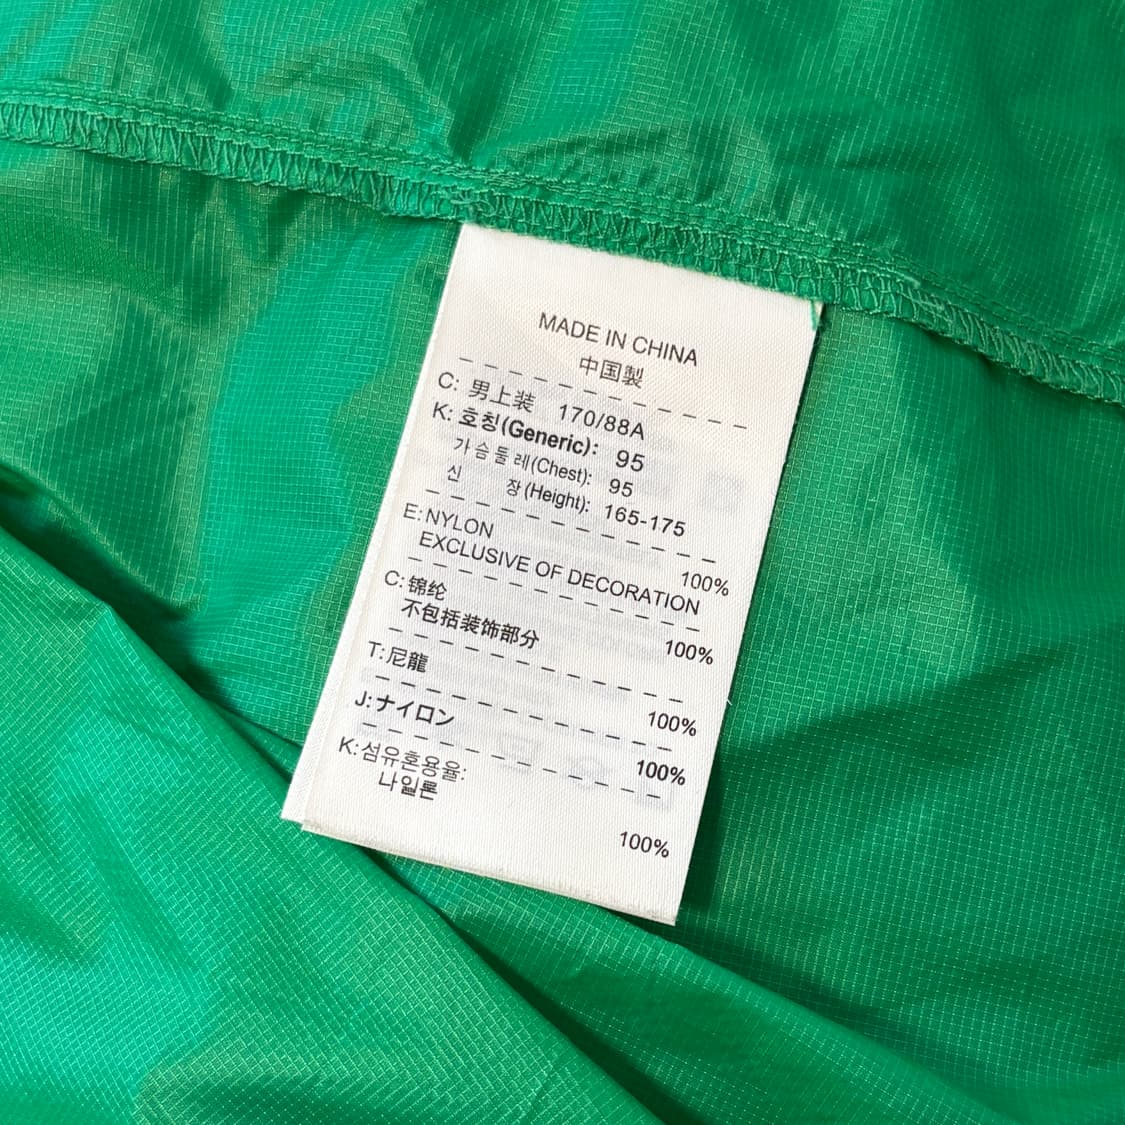 MADE IN CHINA
中国製
C: 男上装 170/88A
K: 호칭(Generic): 95
가슴둘레(Chest): 95
신 장(Height): 165-175
E: NYLON 100%
EXCLUSIVE OF DECORATION
C: 锦纶 100%
不包括装饰部分
T: 尼龍 100%
J: ナイロン 100%
K: 섬유혼용율:
나일론 100%